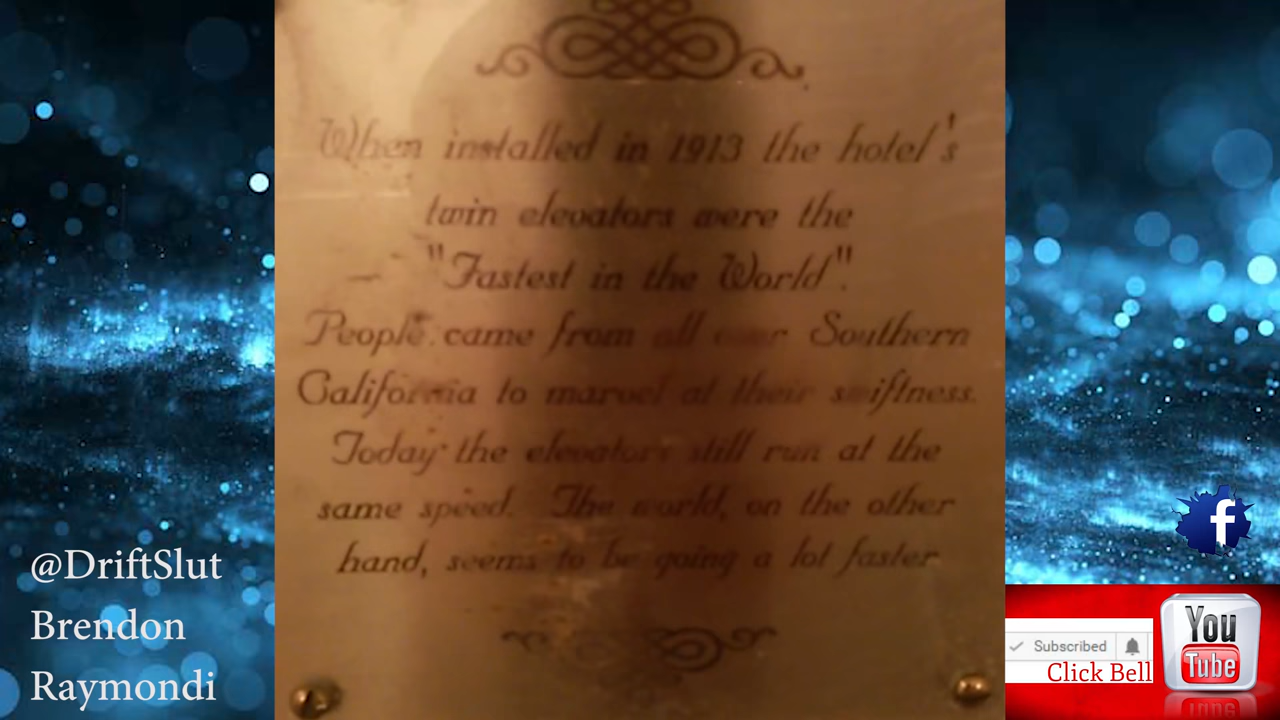 When installed in 1913 the hotel's
twin elevators were the
"Fastest in the World".
People came from all over Southern
California to marvel at their swiftness.
Today the elevators still run at the
same speed. The world, on the other
hand, seems to be going a lot faster
@DriftSlut
Brendon
Raymondi
Subscribed
Click Bell
You
Tube
f